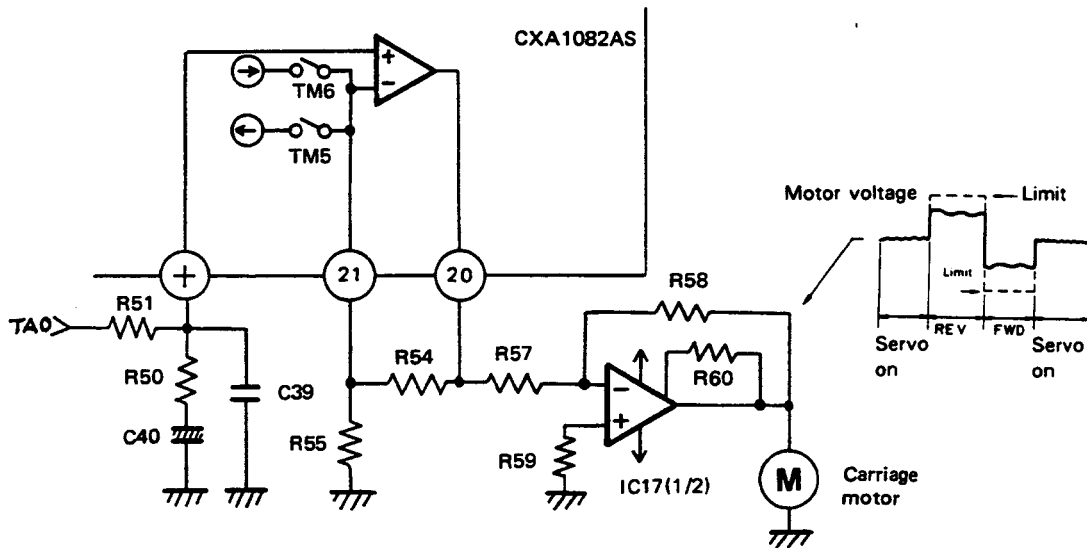 CXA1082AS
+
−
TM6
TM5
Motor voltage
Limit
Limit
REV
FWD
Servo on
Servo on
+
21
20
R51
TAO
R50
C39
C40
R54
R55
R57
R58
R60
−
+
R59
IC17(1/2)
M
Carriage
motor